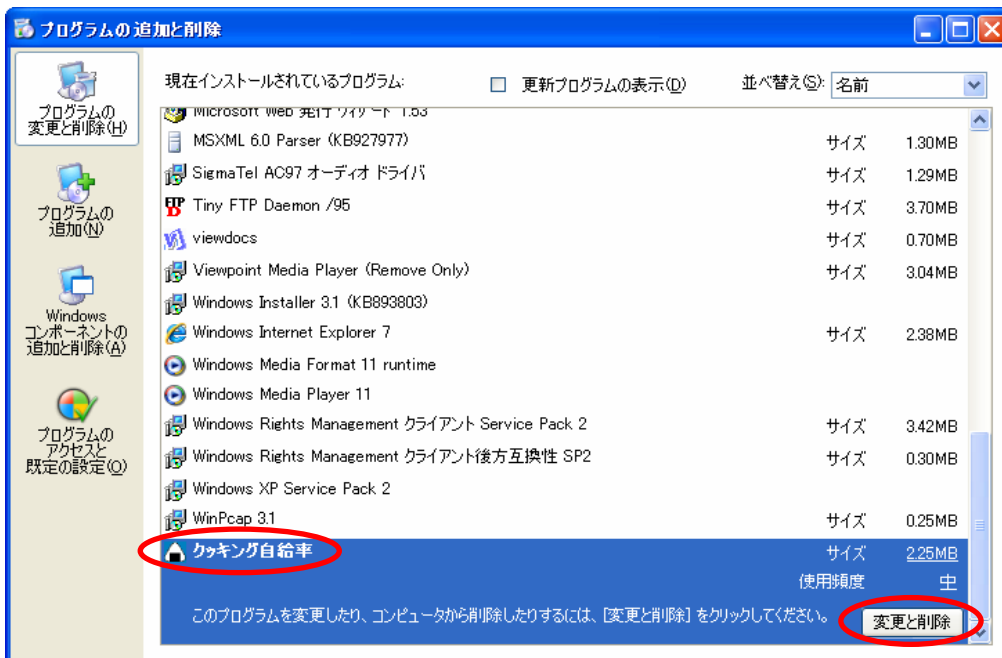 プログラムの追加と削除
プログラムの
変更と削除(H)
プログラムの
追加(N)
Windows
コンポーネントの
追加と削除(A)
プログラムの
アクセスと
既定の設定(O)
現在インストールされているプログラム:
更新プログラムの表示(D)
並べ替え(S): 名前
Microsoft Web 発行ウィザード 1.53
MSXML 6.0 Parser (KB927977) サイズ 1.30MB
SigmaTel AC97 オーディオ ドライバ サイズ 1.29MB
Tiny FTP Daemon /95 サイズ 3.70MB
viewdocs サイズ 0.70MB
Viewpoint Media Player (Remove Only) サイズ 3.04MB
Windows Installer 3.1 (KB893803)
Windows Internet Explorer 7 サイズ 2.38MB
Windows Media Format 11 runtime
Windows Media Player 11
Windows Rights Management クライアント Service Pack 2 サイズ 3.42MB
Windows Rights Management クライアント後方互換性 SP2 サイズ 0.30MB
Windows XP Service Pack 2
WinPcap 3.1 サイズ 0.25MB
クッキング自給率 サイズ 2.25MB
使用頻度 中
このプログラムを変更したり、コンピュータから削除したりするには、[変更と削除] をクリックしてください。 変更と削除